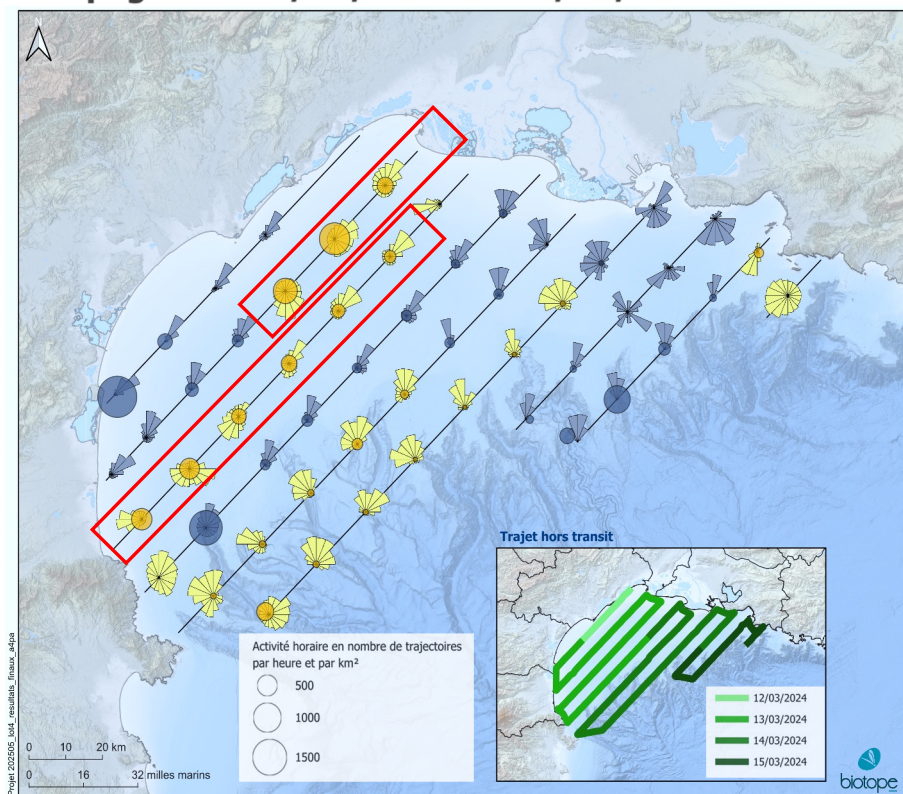 N
Trajet hors transit
Activité horaire en nombre de trajectoires
par heure et par km²
500
1000
1500
12/03/2024
13/03/2024
14/03/2024
15/03/2024
0 10 20 km
0 16 32 milles marins
Projet 202505_lot4_resultats_finaux_a4pa
biotope